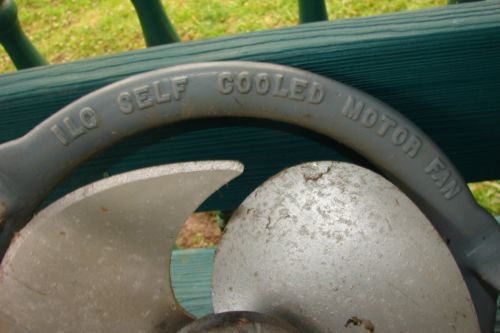 ILG SELF COOLED MOTOR FAN